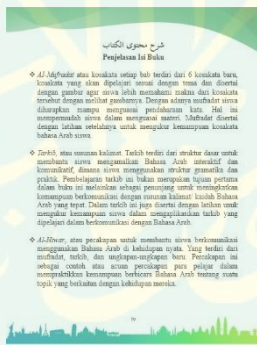 شرح محتوى الكتاب
Penjelasan Isi Buku
❖ Al-Mufradat atau kosakata setiap bab terdiri dari 6 kosakata baru,
kosakata yang akan dipelajari sesuai dengan tema dan disertai
dengan gambar agar siswa lebih memahami makna dari kosakata
tersebut dengan melihat gambarnya. Dengan adanya mufradat siswa
diharapkan mampu menguasai pendaharaan kata. Hal ini
mempermudah siswa dalam menguasai materi. Mufradat disertai
dengan latihan setelahnya untuk mengukur kemampuan kosakata
bahasa Arab siswa.
❖ Tarkib, atau susunan kalimat. Tarkib terdiri dari struktur dasar untuk
membantu siswa mengamalkan Bahasa Arab interaktif dan
komunikatif, dimana siswa menggunakan struktur gramatika dan
praktik. Pembelajaran tarkib ini bukan merupakan tujuan pertama
dalam buku ini melainkan sebagai penunjang untuk meningkatkan
kemampuan berkomunikasi dengan susunan kalimat/ kaidah Bahasa
Arab yang tepat. Dalam tarkib ini juga disertai dengan latihan untuk
mengukur kemampuan siswa dalam mengaplikasikan tarkib yang
dipelajari dalam berkomunikasi dengan Bahasa Arab.
❖ Al-Hiwar, atau percakapan untuk membantu siswa berkomunikasi
menggunakan Bahasa Arab di kehidupan nyata. Yang terdiri dari
mufradat, tarkib, dan ungkapan-ungkapan baru. Percakapan ini
sebagai contoh atau acuan percakapan para pelajar dalam
mempraktikkan kemampuan berbicara Bahasa Arab tentang suatu
topik yang berkaitan dengan kehidupan mereka.